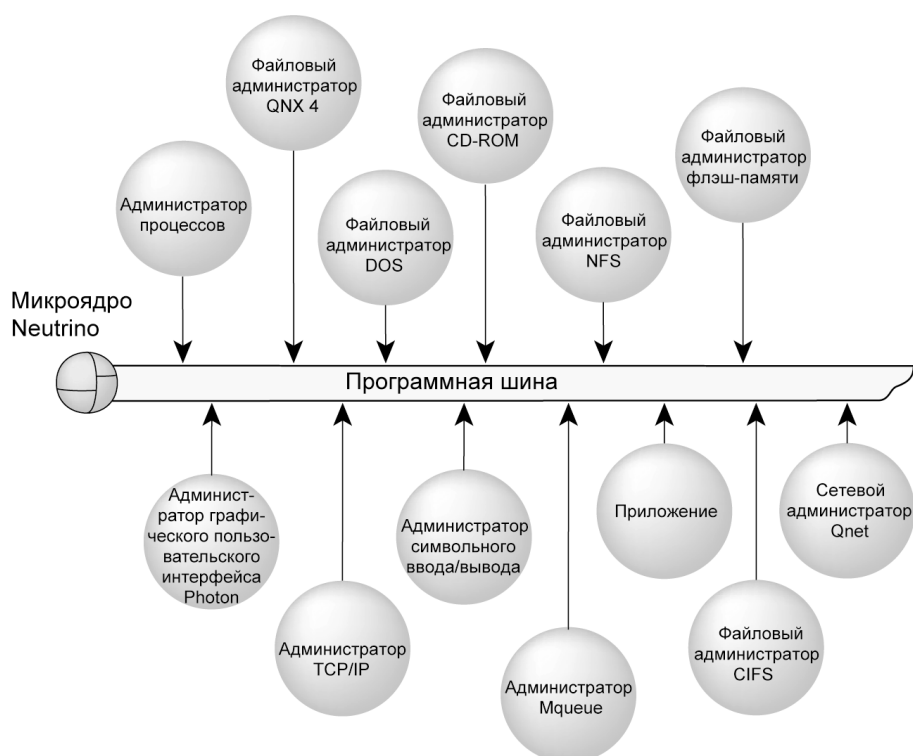 Файловый
администратор
QNX 4
Файловый
администратор
CD-ROM
Файловый
администратор
флэш-памяти
Администратор
процессов
Файловый
администратор
DOS
Файловый
администратор
NFS
Микроядро
Neutrino
Программная шина
Админист-
ратор графи-
ческого пользо-
вательского
интерфейса
Photon
Администратор
TCP/IP
Администратор
символьного
ввода/вывода
Администратор
Mqueue
Приложение
Файловый
администратор
CIFS
Сетевой
администратор
Qnet